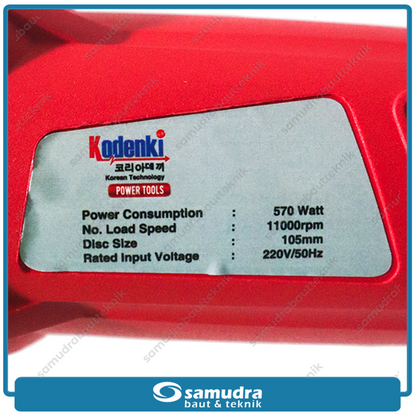 Kodenki
코리아데끼
Korean Technology
POWER TOOLS
Power Consumption : 570 Watt
No. Load Speed : 11000rpm
Disc Size : 105mm
Rated Input Voltage : 220V/50Hz
samudra
baut & teknik